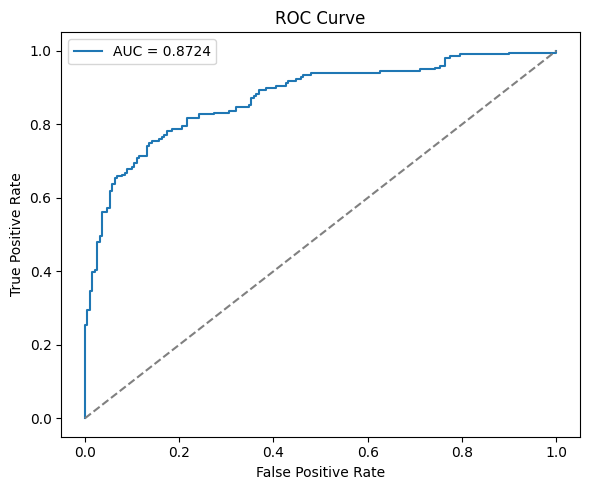 ROC Curve
AUC = 0.8724
1.0
0.8
0.6
0.4
0.2
0.0
True Positive Rate
0.0 0.2 0.4 0.6 0.8 1.0
False Positive Rate